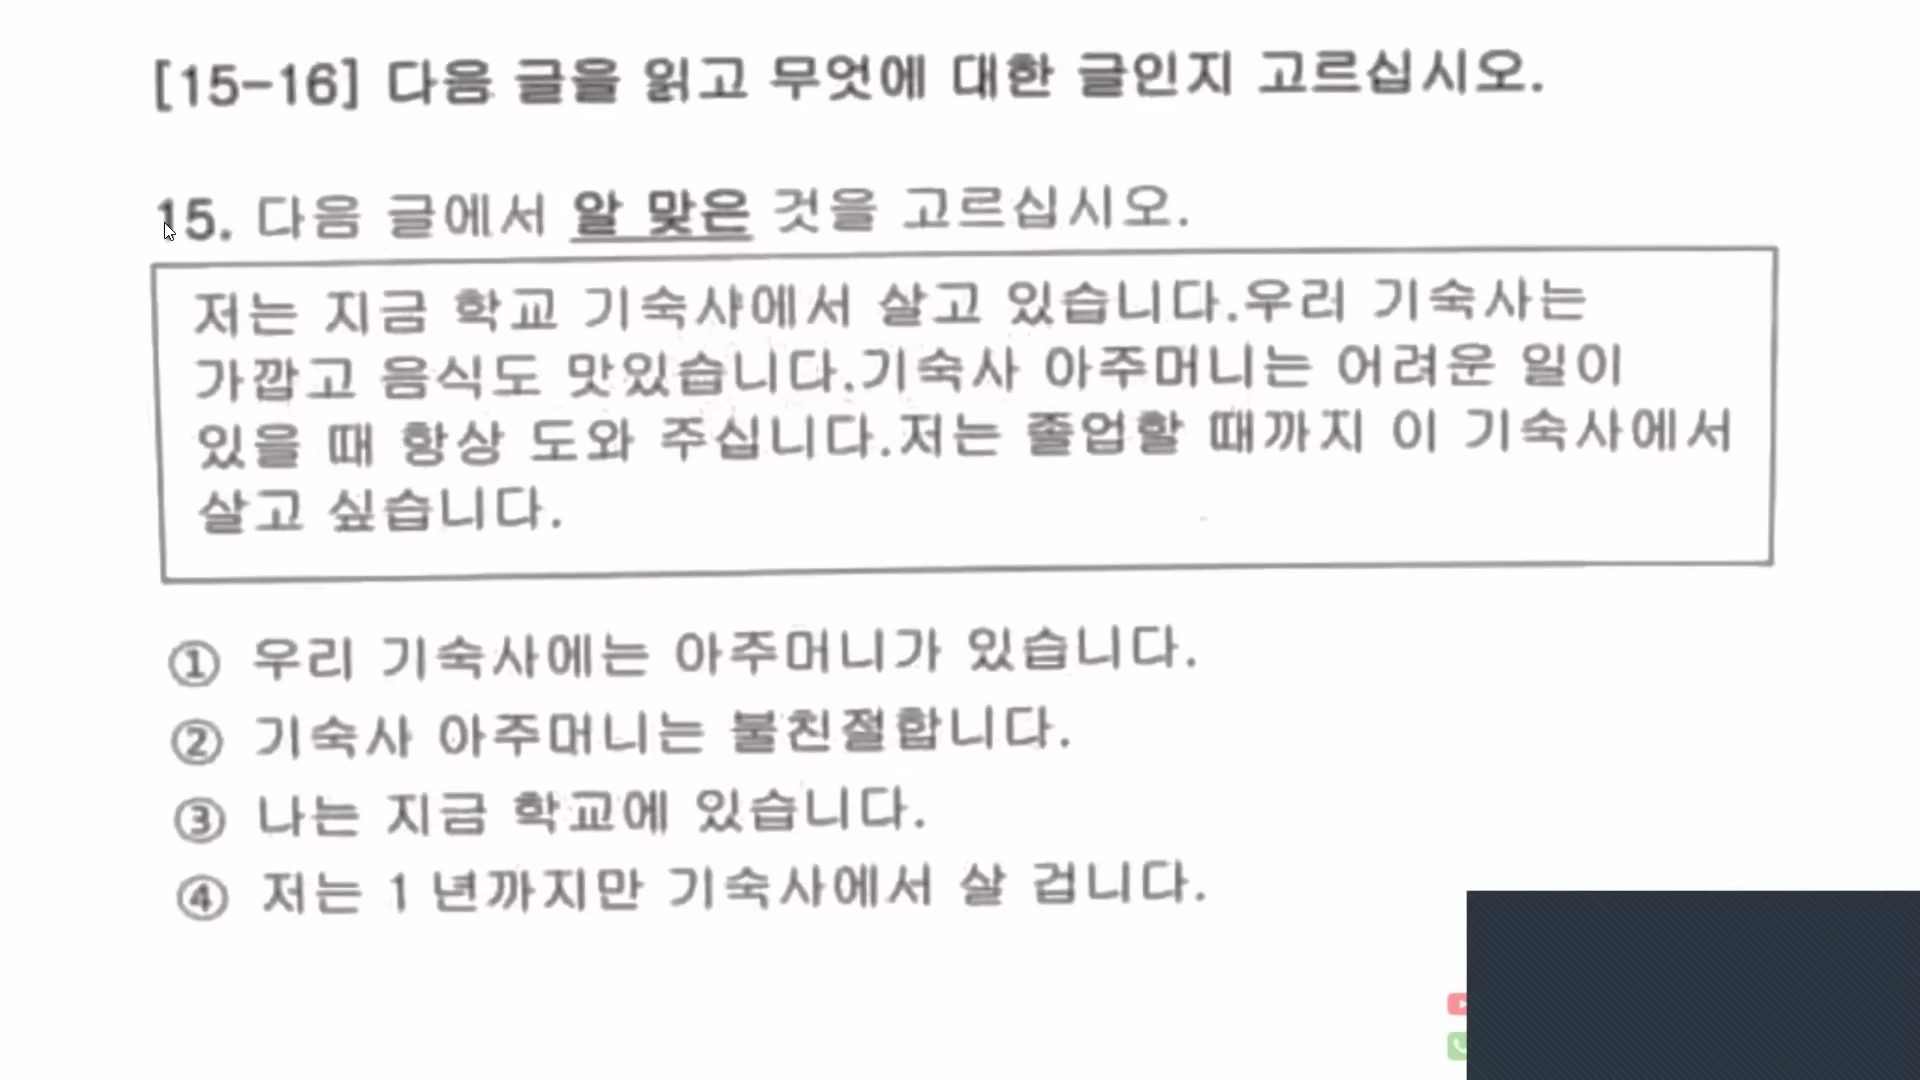 [15-16] 다음 글을 읽고 무엇에 대한 글인지 고르십시오.
15. 다음 글에서 알 맞은 것을 고르십시오.
저는 지금 학교 기숙사에서 살고 있습니다.우리 기숙사는
가깝고 음식도 맛있습니다.기숙사 아주머니는 어려운 일이
있을 때 항상 도와 주십니다.저는 졸업할 때까지 이 기숙사에서
살고 싶습니다.
① 우리 기숙사에는 아주머니가 있습니다.
② 기숙사 아주머니는 불친절합니다.
③ 나는 지금 학교에 있습니다.
④ 저는 1 년까지만 기숙사에서 살 겁니다.